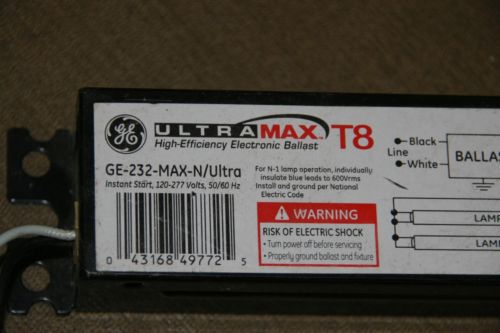 GE ULTRAMAX T8
High-Efficiency Electronic Ballast
GE-232-MAX-N/Ultra
Instant Start, 120-277 Volts, 50/60 Hz
0 43168 49772 5
For N-1 lamp operation, individually
insulate blue leads to 600Vrms
Install and ground per National
Electric Code
WARNING
RISK OF ELECTRIC SHOCK
• Turn power off before servicing
• Properly ground ballast and fixture
Black
Line
White
BALLAS
LAMP
LAMP